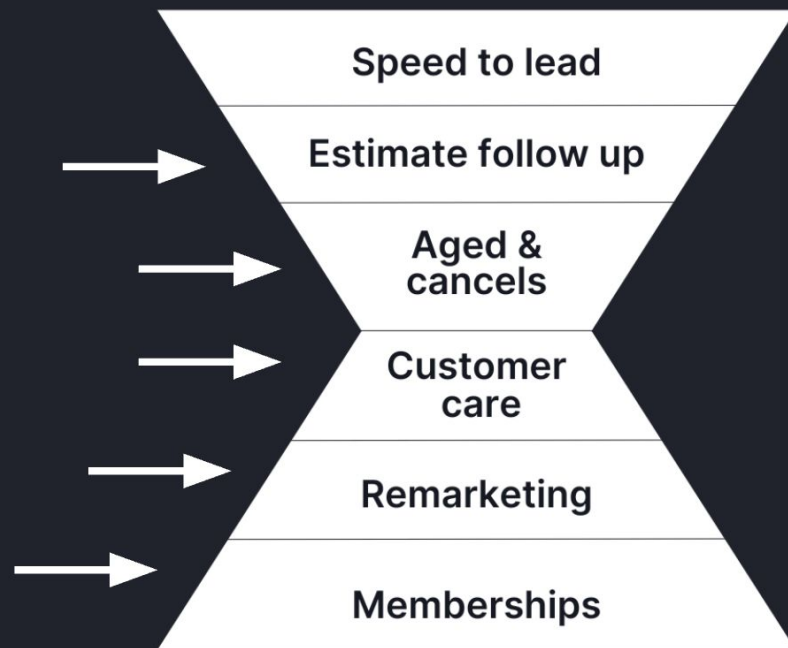 Speed to lead
Estimate follow up
Aged &
cancels
Customer
care
Remarketing
Memberships